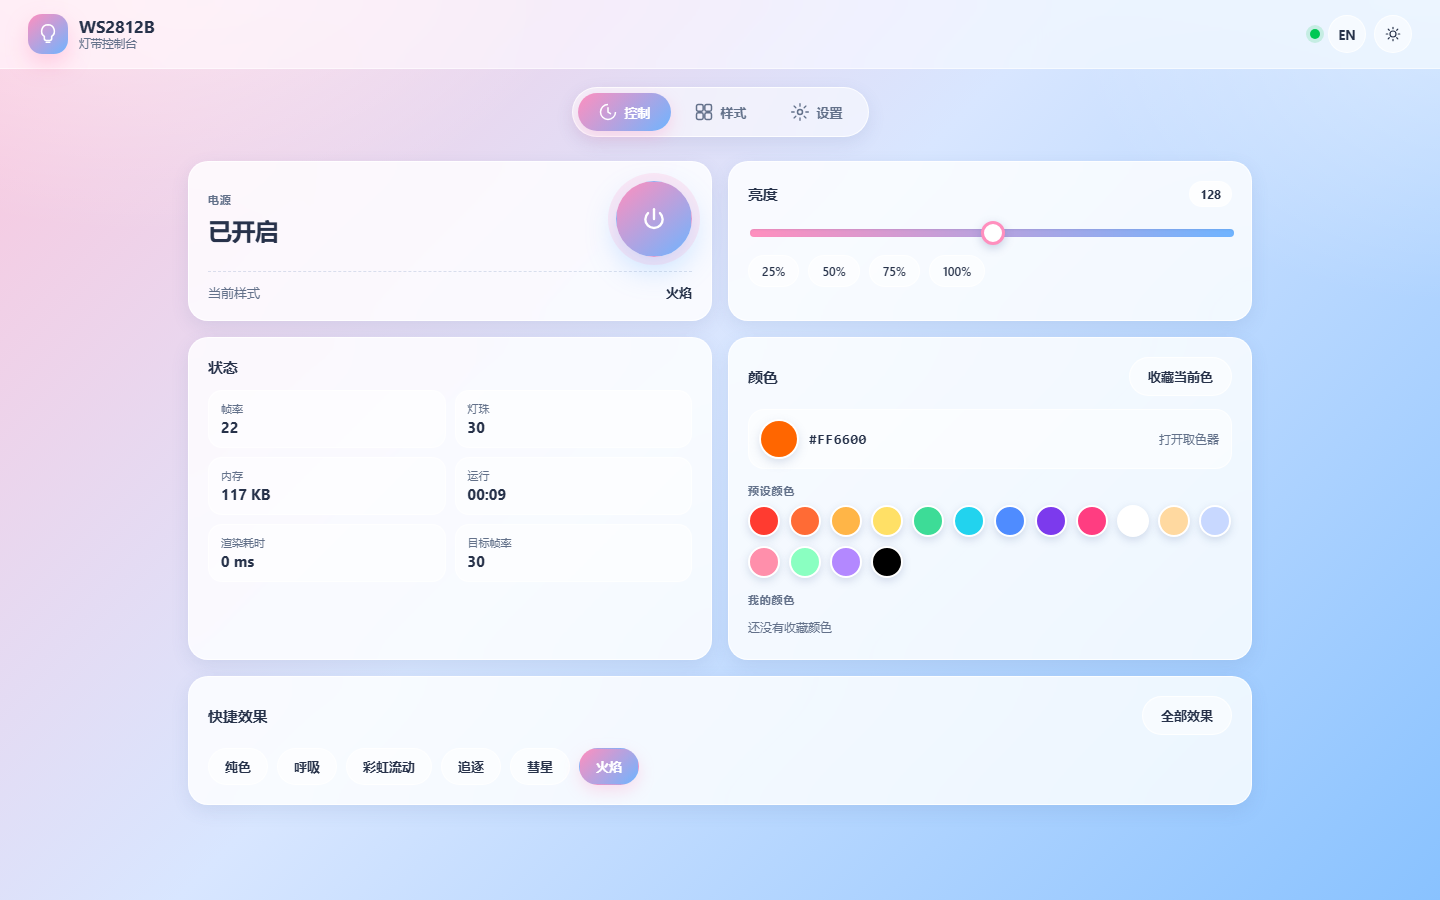 WS2812B
灯带控制台
EN
控制
样式
设置
电源
已开启
当前样式
火焰
亮度
128
25%
50%
75%
100%
状态
帧率
22
灯珠
30
内存
117 KB
运行
00:09
渲染耗时
0 ms
目标帧率
30
颜色
收藏当前色
#FF6600
打开取色器
预设颜色
我的颜色
还没有收藏颜色
快捷效果
全部效果
纯色
呼吸
彩虹流动
追逐
彗星
火焰